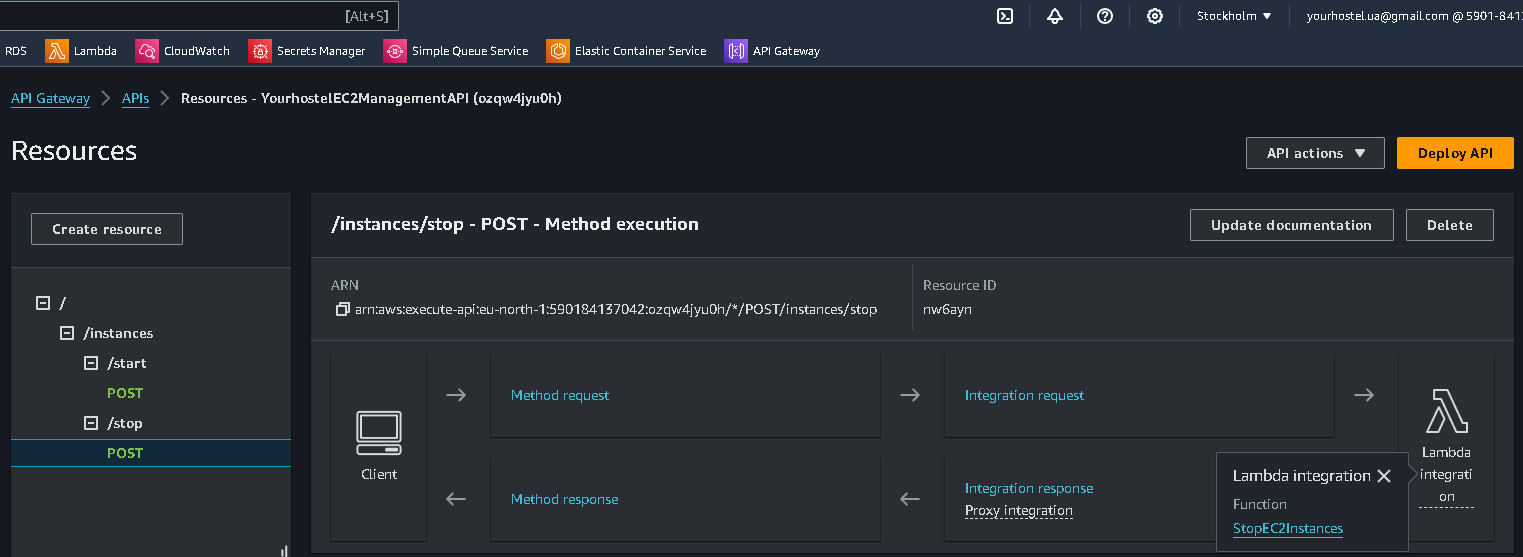 [Alt+S]
Stockholm
yourhostel.ua@gmail.com @ 5901-8413
RDS
Lambda
CloudWatch
Secrets Manager
Simple Queue Service
Elastic Container Service
API Gateway
API Gateway
APIs
Resources - YourhostelEC2ManagementAPI (ozqw4jyu0h)
Resources
API actions
Deploy API
Create resource
/
/instances
/start
POST
/stop
POST
/instances/stop - POST - Method execution
Update documentation
Delete
ARN
arn:aws:execute-api:eu-north-1:590184137042:ozqw4jyu0h/*/POST/instances/stop
Resource ID
nw6ayn
Client
Method request
Integration request
Method response
Integration response
Proxy integration
Lambda
integrati
on
Lambda integration
Function
StopEC2Instances